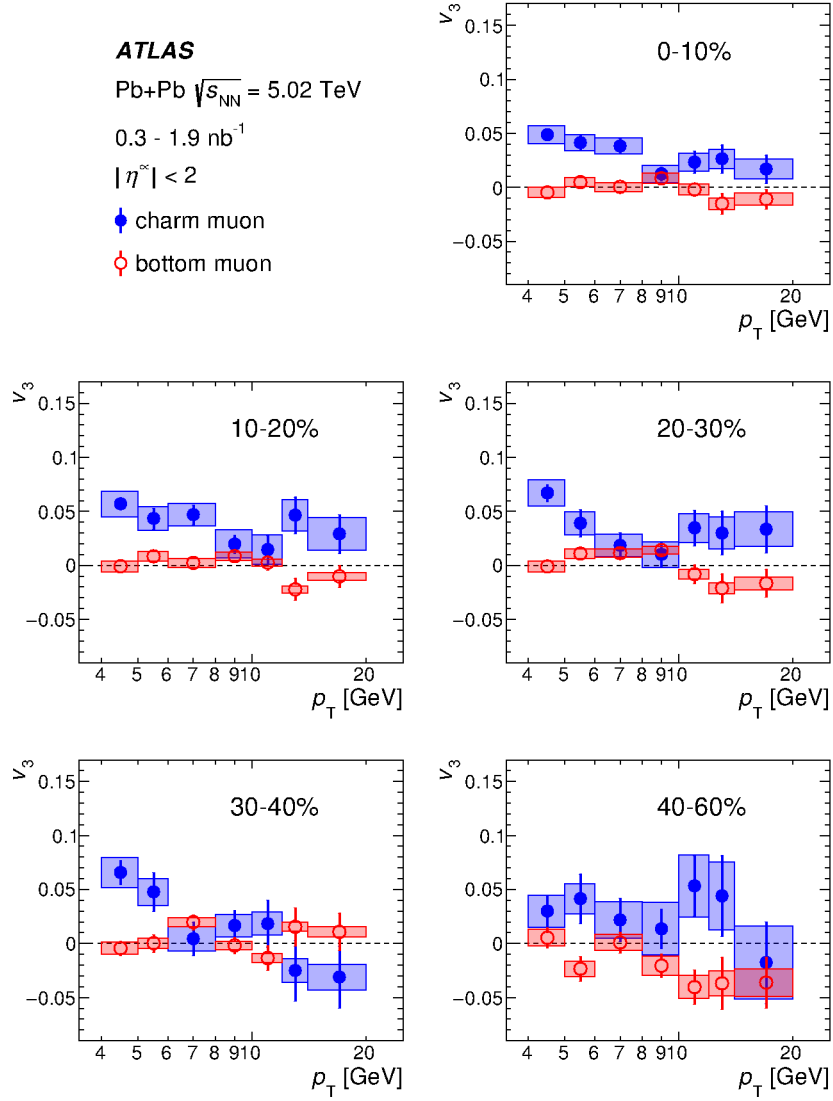 ATLAS
Pb+Pb √sNN = 5.02 TeV
0.3 - 1.9 nb-1
|η∝| < 2
charm muon
bottom muon
v3
0-10%
0.15
0.1
0.05
0
−0.05
4 5 6 7 8 910 20
pT [GeV]
v3
10-20%
0.15
0.1
0.05
0
−0.05
4 5 6 7 8 910 20
pT [GeV]
v3
20-30%
0.15
0.1
0.05
0
−0.05
4 5 6 7 8 910 20
pT [GeV]
v3
30-40%
0.15
0.1
0.05
0
−0.05
4 5 6 7 8 910 20
pT [GeV]
v3
40-60%
0.15
0.1
0.05
0
−0.05
4 5 6 7 8 910 20
pT [GeV]